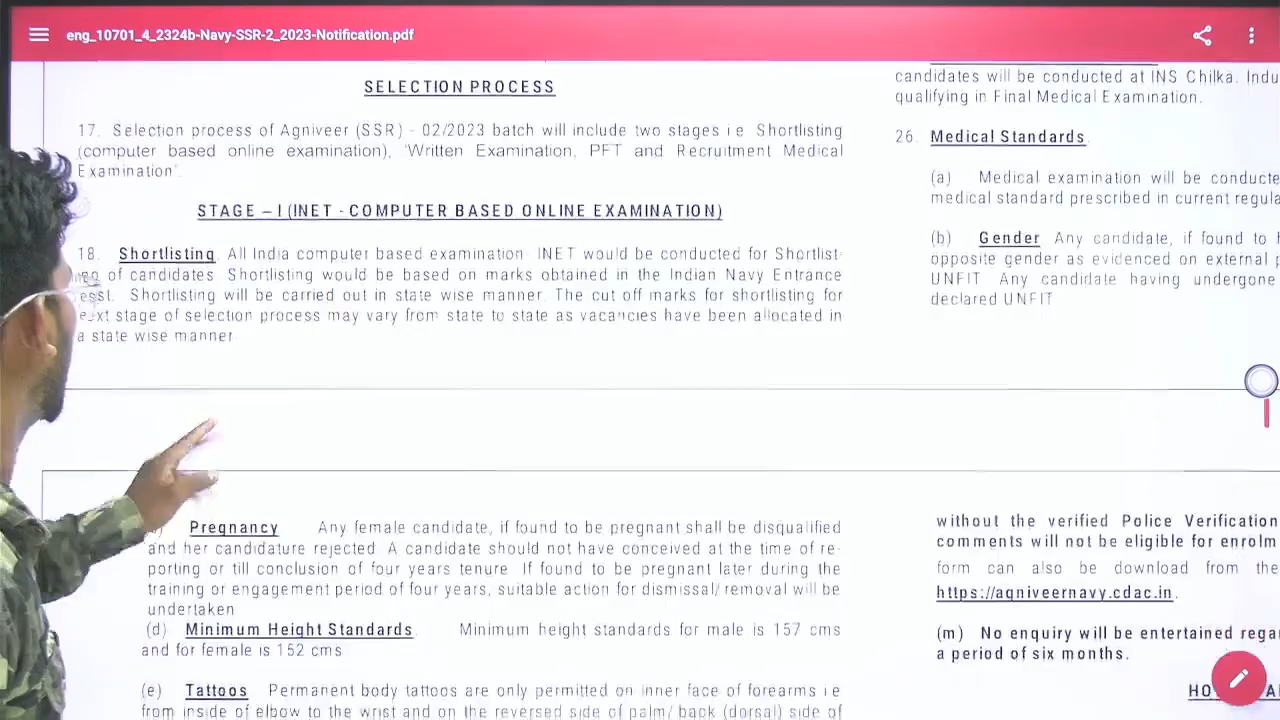 eng_10701_4_2324b-Navy-SSR-2_2023-Notification.pdf
SELECTION PROCESS
17. Selection process of Agniveer (SSR) - 02/2023 batch will include two stages i e Shortlisting
(computer based online examination), 'Written Examination, PFT and Recruitment Medical
Examination'.
STAGE – I (INET - COMPUTER BASED ONLINE EXAMINATION)
18. Shortlisting. All India computer based examination INET would be conducted for Shortlist-
of candidates Shortlisting would be based on marks obtained in the Indian Navy Entrance
Shortlisting will be carried out in state wise manner. The cut off marks for shortlisting for
stage of selection process may vary from state to state as vacancies have been allocated in
a state wise manner
Pregnancy Any female candidate, if found to be pregnant shall be disqualified
and her candidature rejected. A candidate should not have conceived at the time of re-
porting or till conclusion of four years tenure. If found to be pregnant later during the
training or engagement period of four years, suitable action for dismissal/ removal will be
undertaken
(d) Minimum Height Standards. Minimum height standards for male is 157 cms
and for female is 152 cms
(e) Tattoos Permanent body tattoos are only permitted on inner face of forearms i e
from inside of elbow to the wrist and on the reversed side of palm/ back (dorsal) side of
candidates will be conducted at INS Chilka. Indu
qualifying in Final Medical Examination.
26. Medical Standards.
(a) Medical examination will be conducte
medical standard prescribed in current regula
(b) Gender Any candidate, if found to
opposite gender as evidenced on external p
UNFIT Any candidate having undergone
declared UNFIT
without the verified Police Verification
comments will not be eligible for enrolm
form can also be download from the
https://agniveernavy.cdac.in.
(m) No enquiry will be entertained rega
a period of six months.